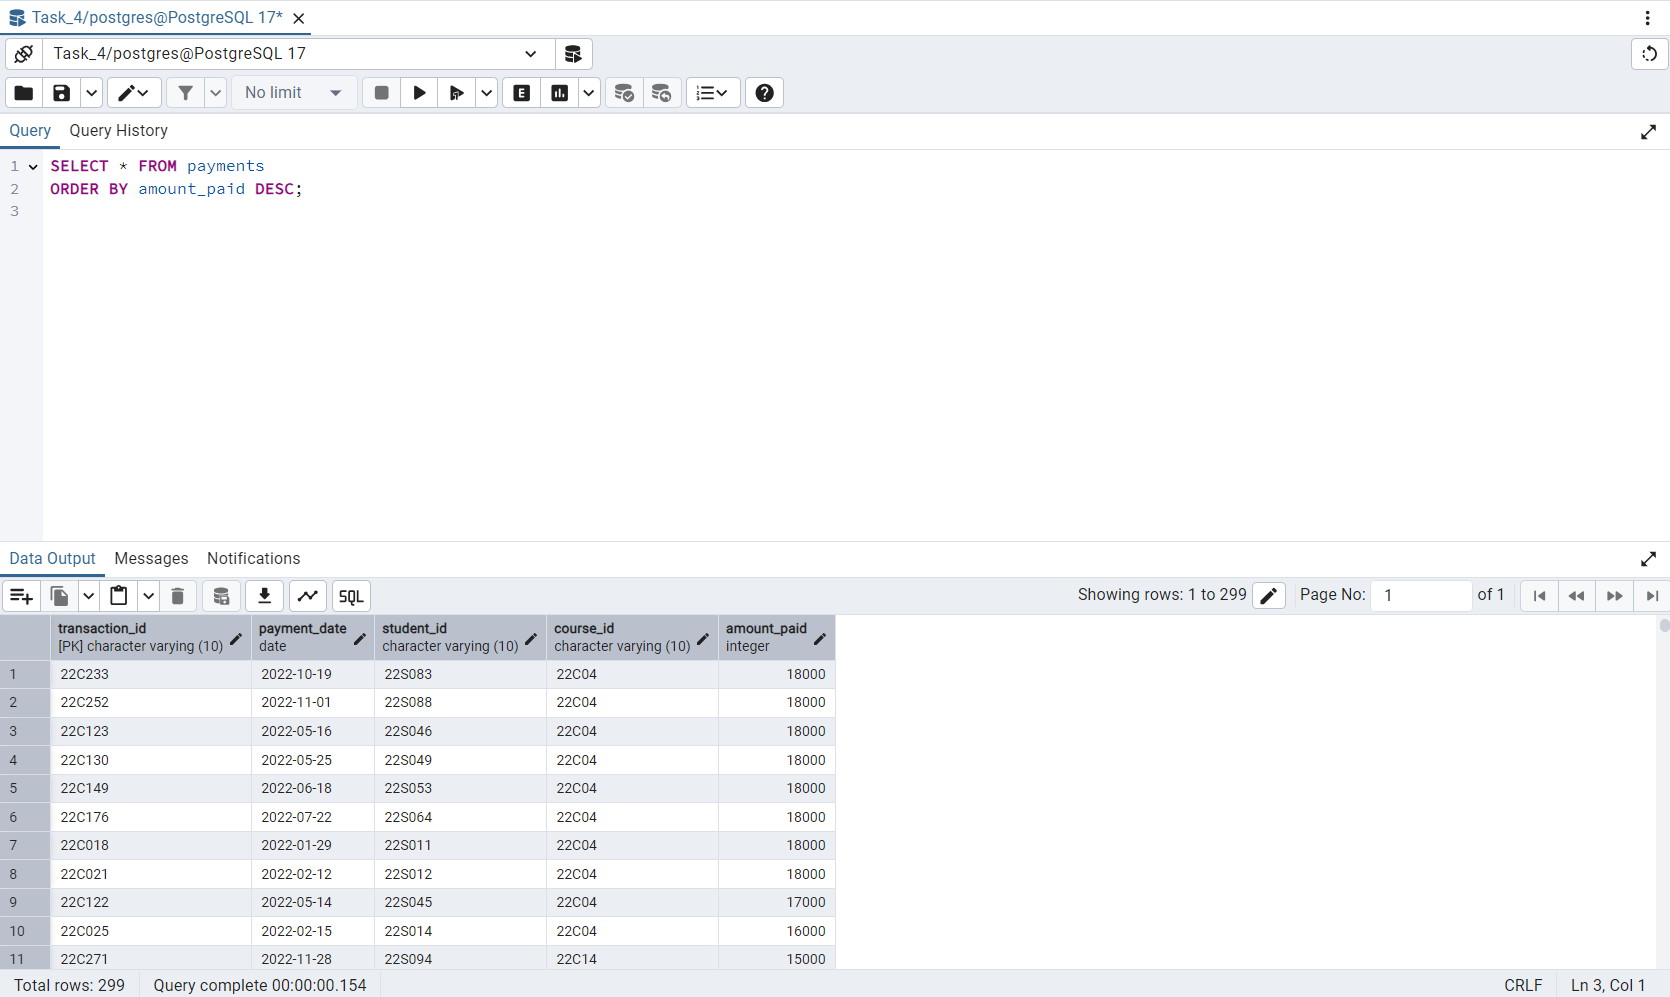 Task_4/postgres@PostgreSQL 17*
Task_4/postgres@PostgreSQL 17
No limit
Query Query History
1 SELECT * FROM payments
2 ORDER BY amount_paid DESC;
3
Data Output Messages Notifications
SQL Showing rows: 1 to 299 Page No: 1 of 1
transaction_id payment_date student_id course_id amount_paid
[PK] character varying (10) date character varying (10) character varying (10) integer
1 22C233 2022-10-19 22S083 22C04 18000
2 22C252 2022-11-01 22S088 22C04 18000
3 22C123 2022-05-16 22S046 22C04 18000
4 22C130 2022-05-25 22S049 22C04 18000
5 22C149 2022-06-18 22S053 22C04 18000
6 22C176 2022-07-22 22S064 22C04 18000
7 22C018 2022-01-29 22S011 22C04 18000
8 22C021 2022-02-12 22S012 22C04 18000
9 22C122 2022-05-14 22S045 22C04 17000
10 22C025 2022-02-15 22S014 22C04 16000
11 22C271 2022-11-28 22S094 22C14 15000
Total rows: 299 Query complete 00:00:00.154 CRLF Ln 3, Col 1